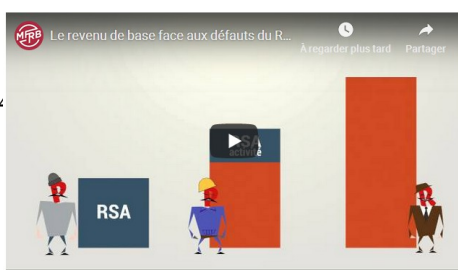 MFRB
Le revenu de base face aux défauts du R...
À regarder plus tard
Partager
RSA
activité
RSA